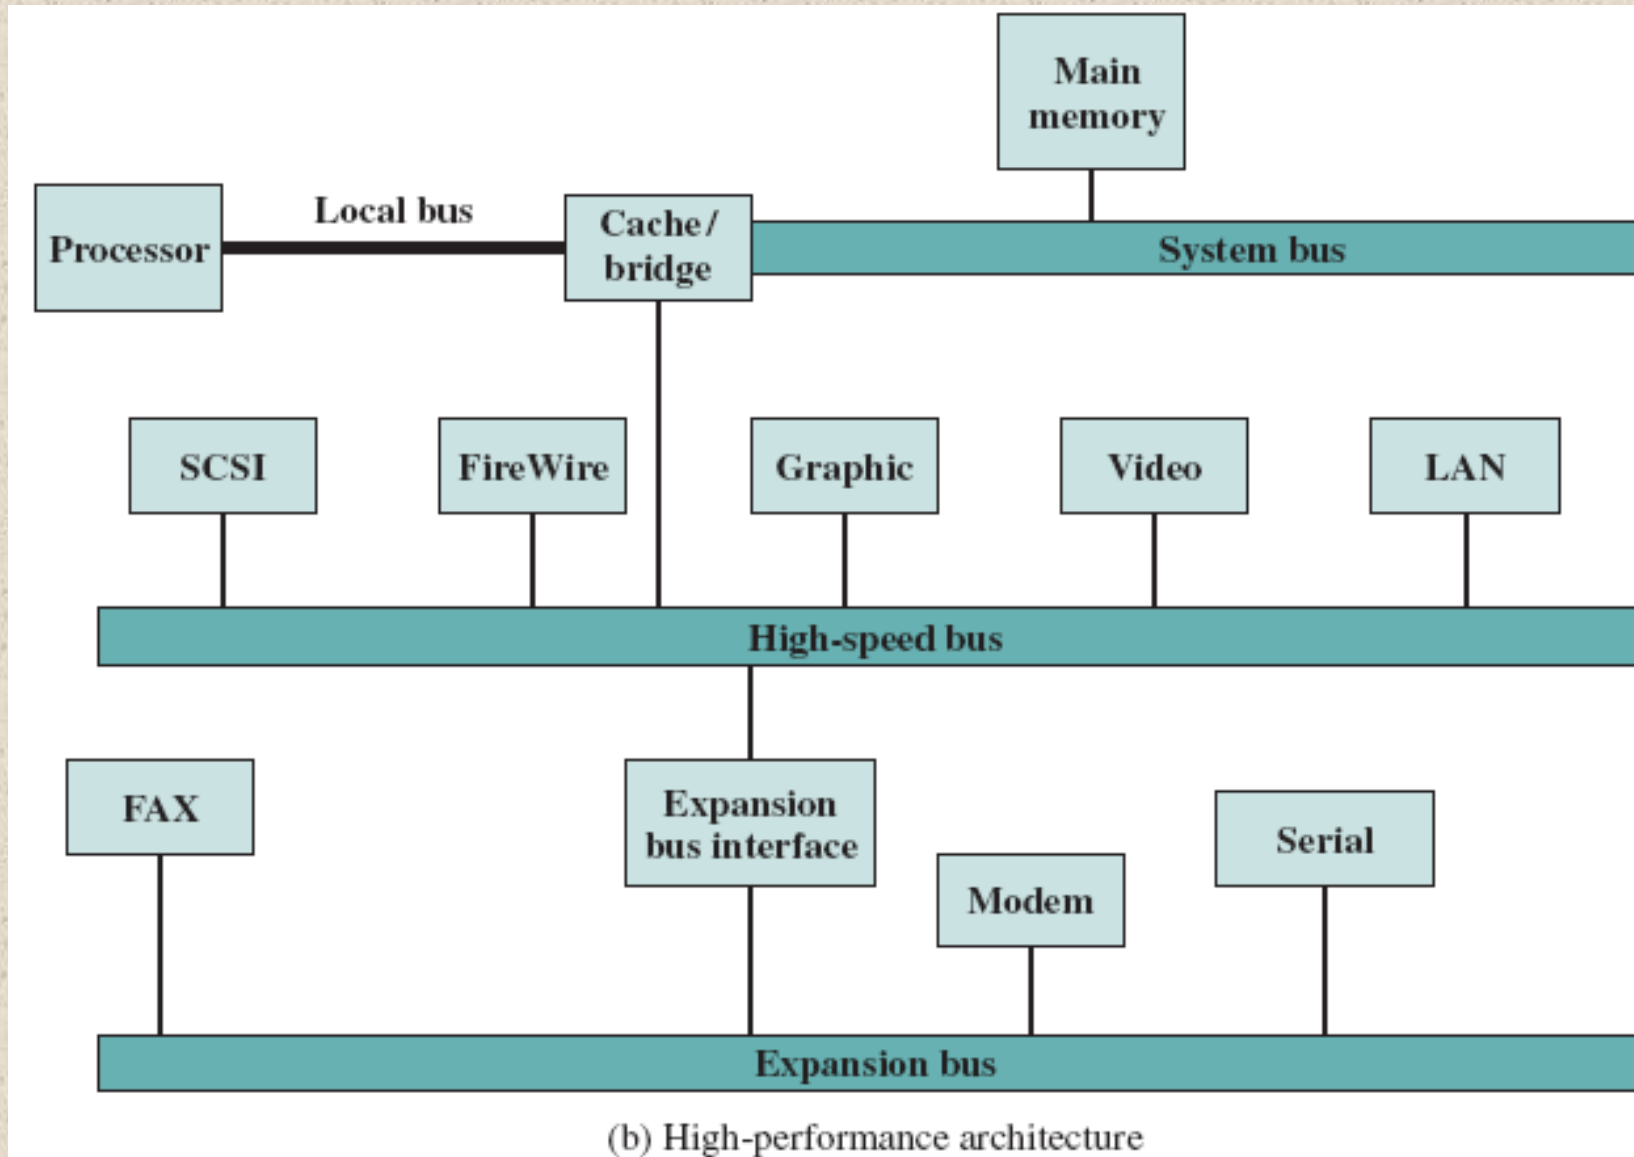 Main
memory
Local bus
Processor
Cache/
bridge
System bus
SCSI
FireWire
Graphic
Video
LAN
High-speed bus
FAX
Expansion
bus interface
Modem
Serial
Expansion bus
(b) High-performance architecture